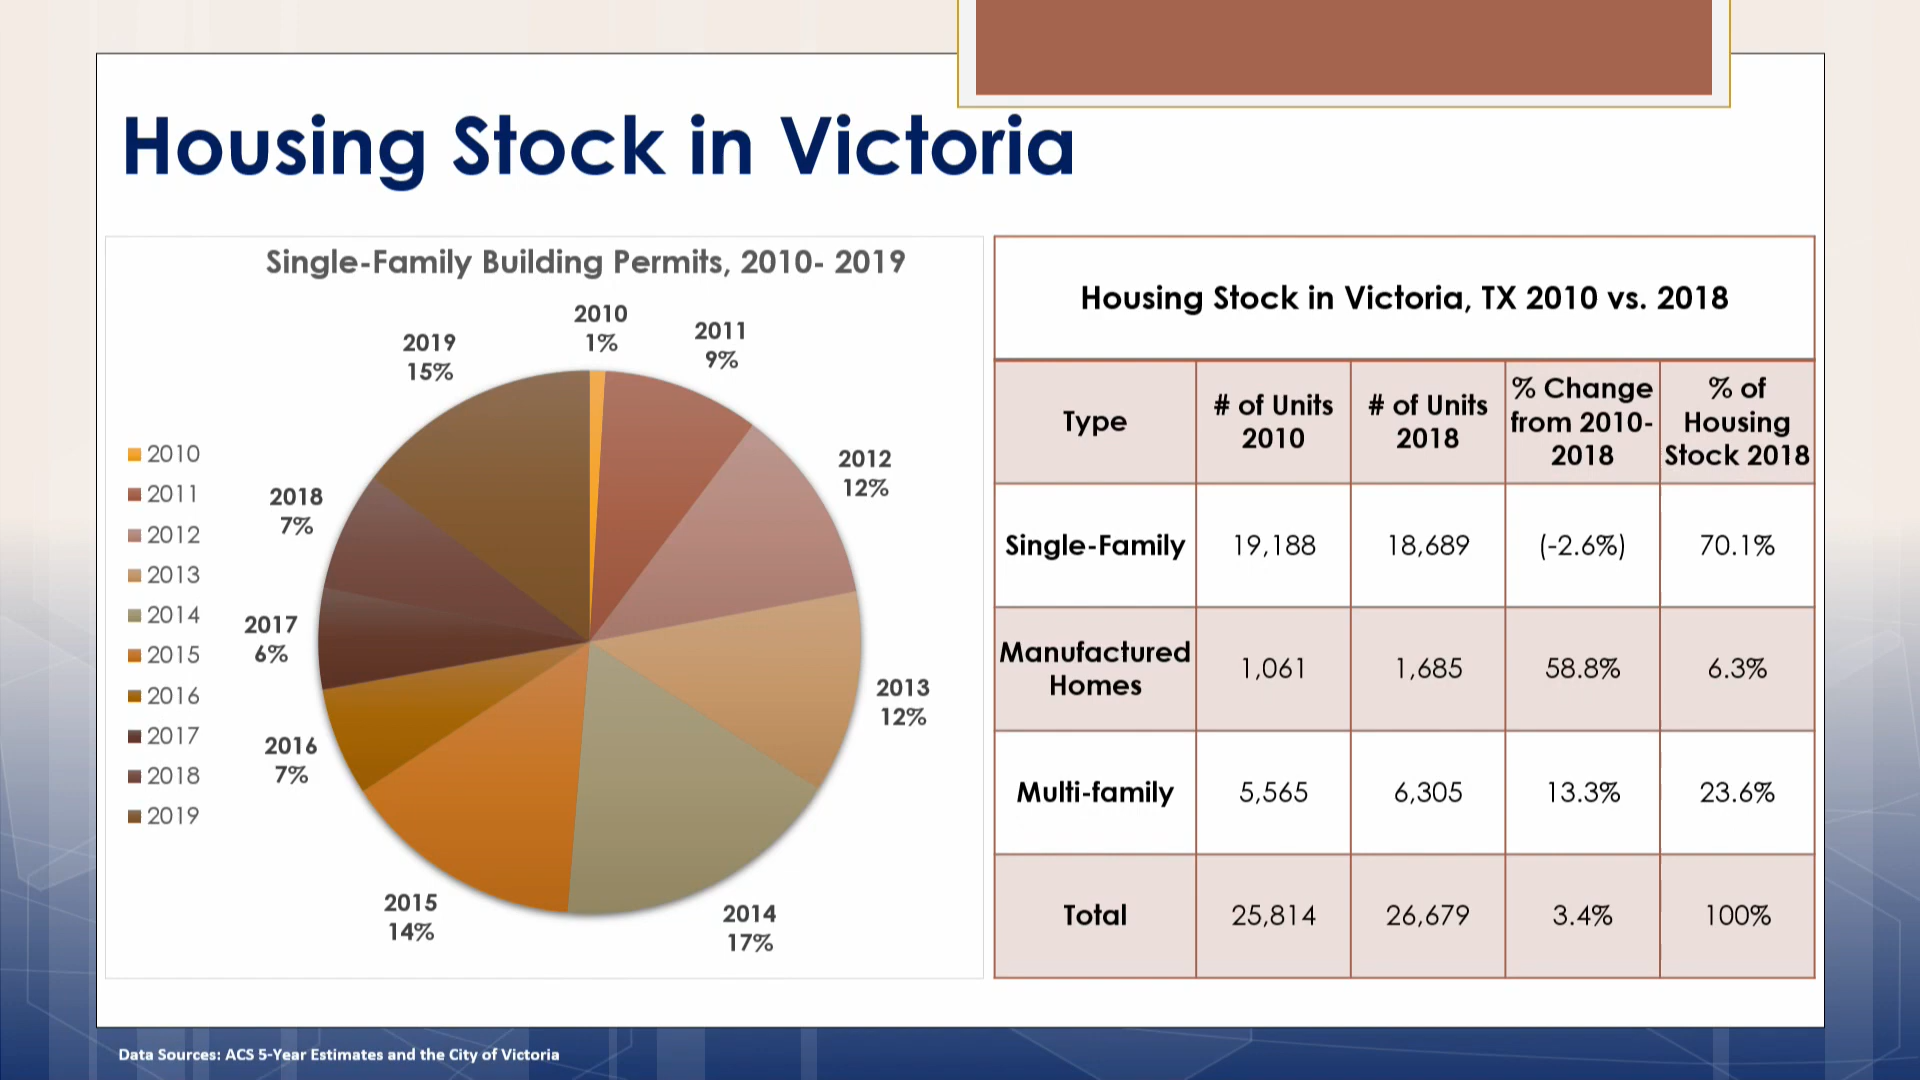 Housing Stock in Victoria
Single-Family Building Permits, 2010- 2019
2010
1%
2011
9%
2019
15%
2012
12%
2018
7%
2017
6%
2013
12%
2016
7%
2015
14%
2014
17%
2010
2011
2012
2013
2014
2015
2016
2017
2018
2019
Housing Stock in Victoria, TX 2010 vs. 2018
Type
# of Units
2010
# of Units
2018
% Change
from 2010-
2018
% of
Housing
Stock 2018
Single-Family
19,188
18,689
(-2.6%)
70.1%
Manufactured
Homes
1,061
1,685
58.8%
6.3%
Multi-family
5,565
6,305
13.3%
23.6%
Total
25,814
26,679
3.4%
100%
Data Sources: ACS 5-Year Estimates and the City of Victoria